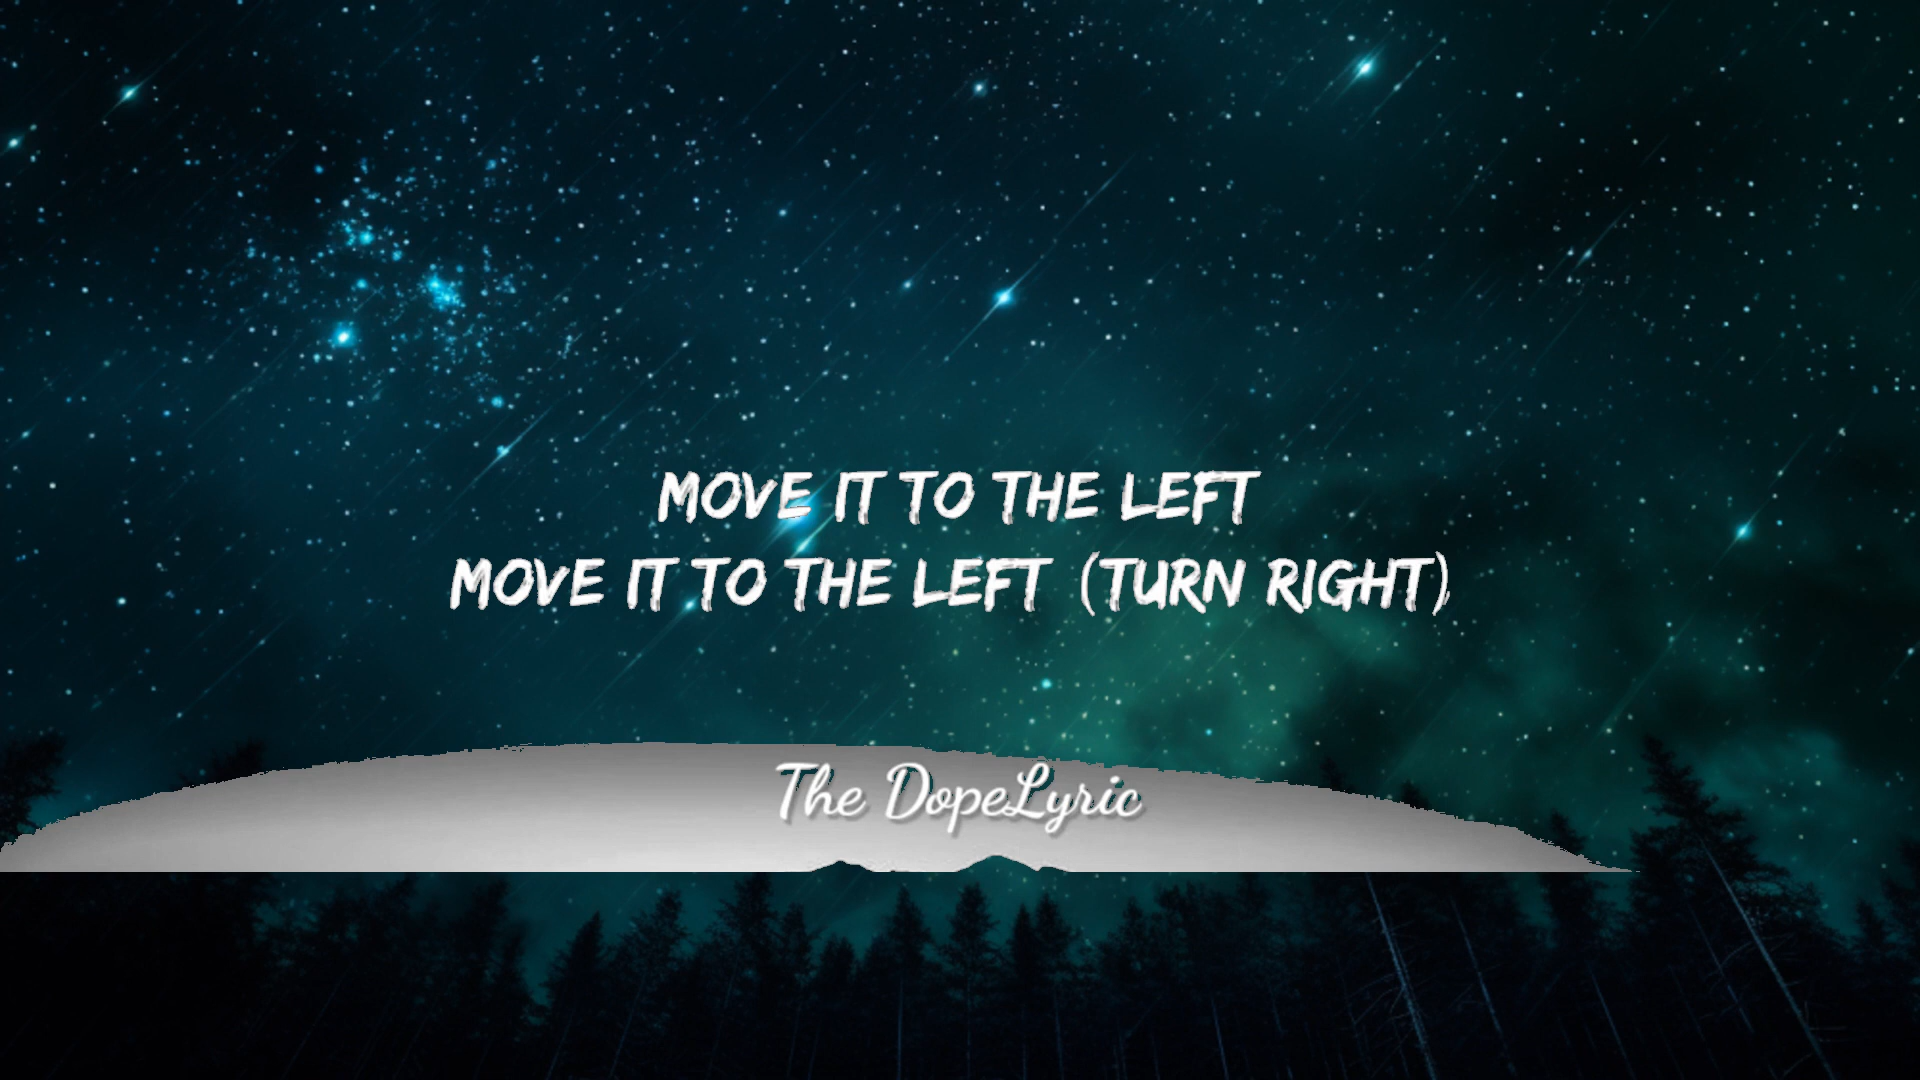 MOVE IT TO THE LEFT
MOVE IT TO THE LEFT (TURN RIGHT)
The DopeLyric